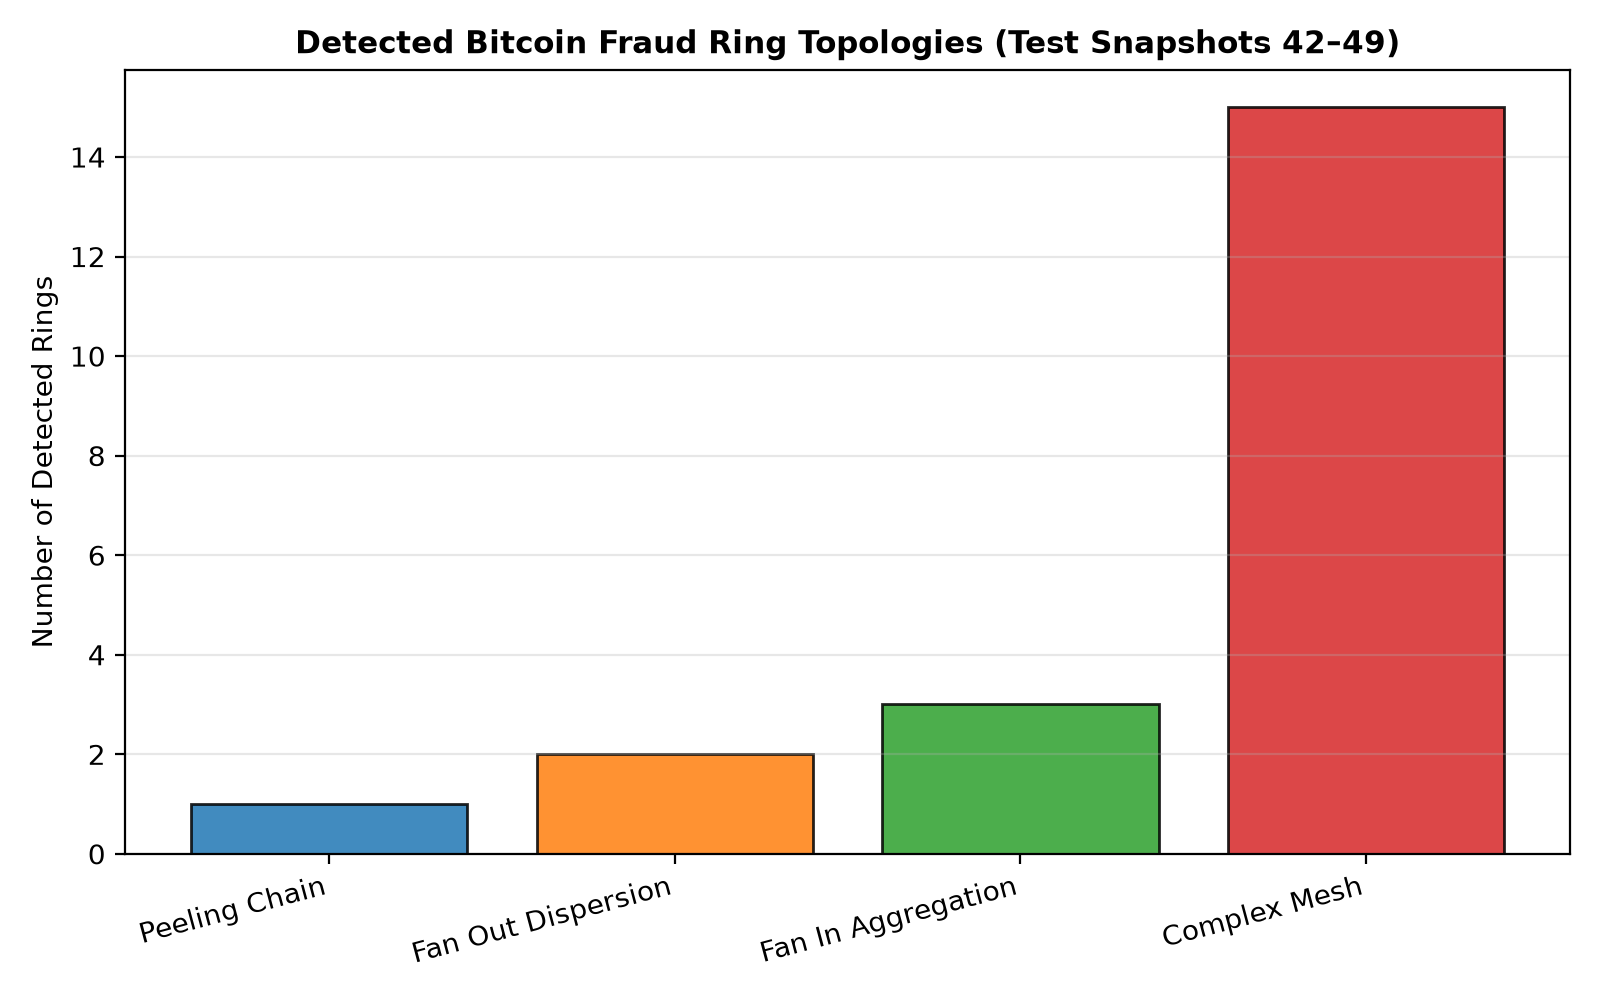 Detected Bitcoin Fraud Ring Topologies (Test Snapshots 42–49)
Number of Detected Rings
14
12
10
8
6
4
2
0
Peeling Chain
Fan Out Dispersion
Fan In Aggregation
Complex Mesh